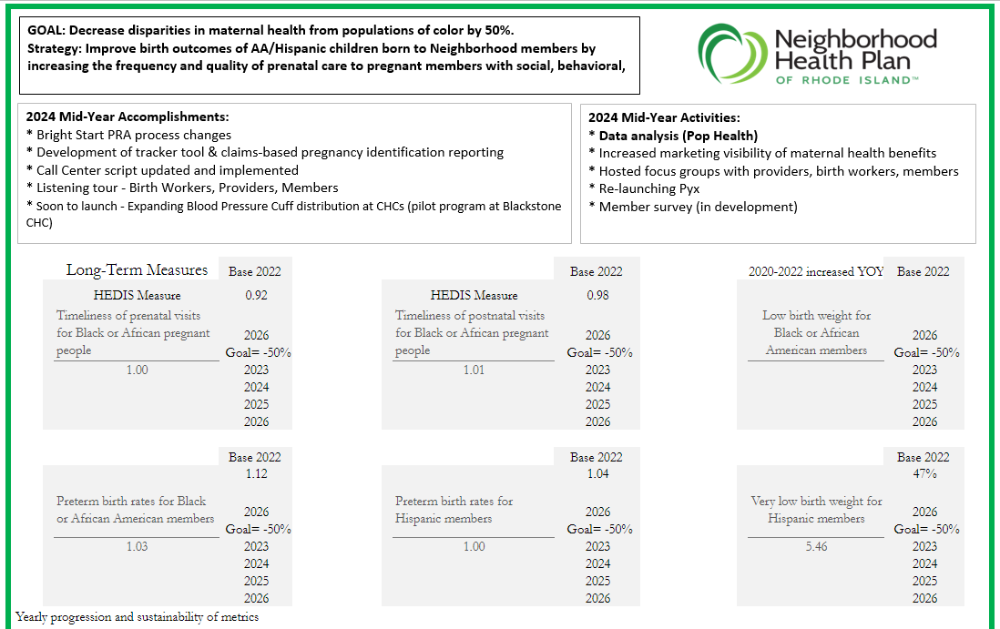 GOAL: Decrease disparities in maternal health from populations of color by 50%.
Strategy: Improve birth outcomes of AA/Hispanic children born to Neighborhood members by
increasing the frequency and quality of prenatal care to pregnant members with social, behavioral,
Neighborhood
Health Plan
OF RHODE ISLAND™
2024 Mid-Year Accomplishments:
* Bright Start PRA process changes
* Development of tracker tool & claims-based pregnancy identification reporting
* Call Center script updated and implemented
* Listening tour - Birth Workers, Providers, Members
* Soon to launch - Expanding Blood Pressure Cuff distribution at CHCs (pilot program at Blackstone
CHC)
2024 Mid-Year Activities:
* Data analysis (Pop Health)
* Increased marketing visibility of maternal health benefits
* Hosted focus groups with providers, birth workers, members
* Re-launching Pyx
* Member survey (in development)
Long-Term Measures
Base 2022
HEDIS Measure
0.92
Timeliness of prenatal visits
for Black or African pregnant
people
2026
Goal= -50%
1.00
2023
2024
2025
2026
Base 2022
HEDIS Measure
0.98
Timeliness of postnatal visits
for Black or African pregnant
people
2026
Goal= -50%
1.01
2023
2024
2025
2026
2020-2022 increased YOY
Base 2022
Low birth weight for
Black or African
American members
2026
Goal= -50%
2023
2024
2025
2026
Base 2022
1.12
Preterm birth rates for Black
or African American members
2026
Goal= -50%
1.03
2023
2024
2025
2026
Base 2022
1.04
Preterm birth rates for
Hispanic members
2026
Goal= -50%
1.00
2023
2024
2025
2026
Base 2022
47%
Very low birth weight for
Hispanic members
2026
Goal= -50%
5.46
2023
2024
2025
2026
Yearly progression and sustainability of metrics